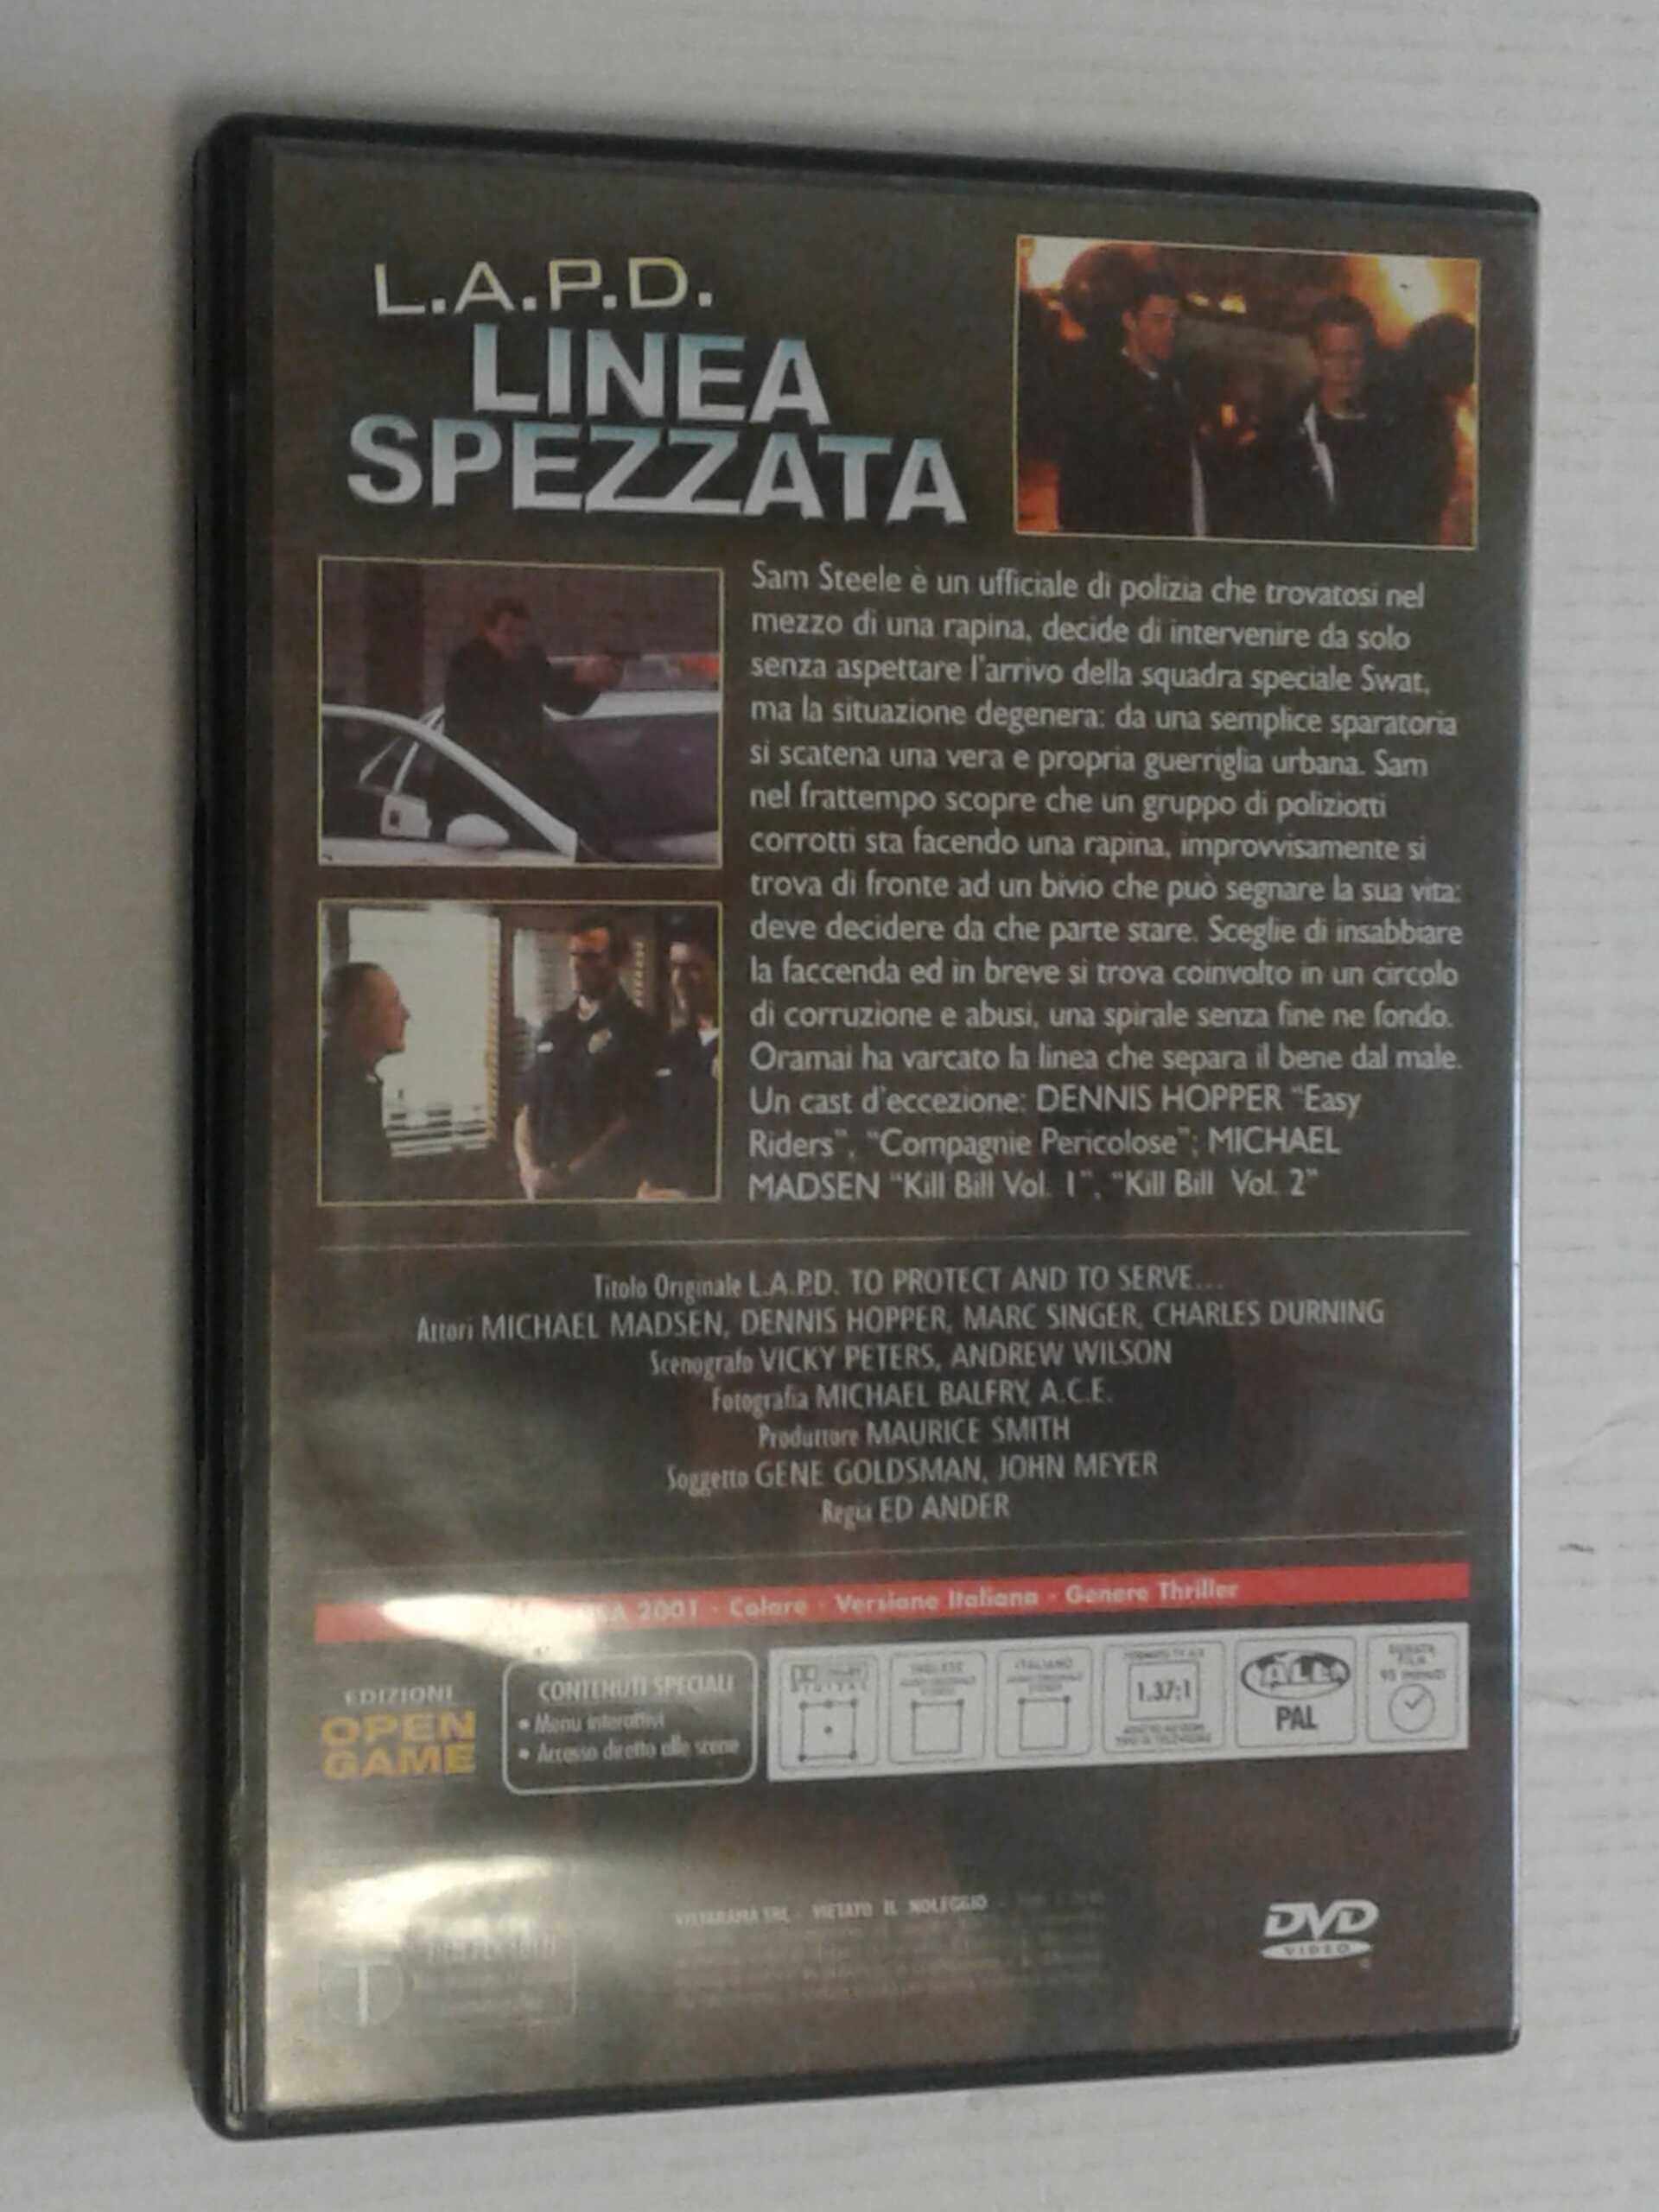 L.A.P.D.
LINEA
SPEZZATA
Sam Steele è un ufficiale di polizia che trovatosi nel
mezzo di una rapina, decide di intervenire da solo
senza aspettare l'arrivo della squadra speciale Swat,
ma la situazione degenera: da una semplice sparatoria
si scatena una vera e propria guerriglia urbana. Sam
nel frattempo scopre che un gruppo di poliziotti
corrotti sta facendo una rapina, improvvisamente si
trova di fronte ad un bivio che può segnare la sua vita:
deve decidere da che parte stare. Sceglie di insabbiare
la faccenda ed in breve si trova coinvolto in un circolo
di corruzione e abusi, una spirale senza fine ne fondo.
Oramai ha varcato la linea che separa il bene dal male.
Un cast d'eccezione: DENNIS HOPPER "Easy
Riders", "Compagnie Pericolose"; MICHAEL
MADSEN "Kill Bill Vol. 1", "Kill Bill Vol. 2"
Titolo Originale L.A.P.D. TO PROTECT AND TO SERVE...
Attori MICHAEL MADSEN, DENNIS HOPPER, MARC SINGER, CHARLES DURNING
Scenografo VICKY PETERS, ANDREW WILSON
Fotografia MICHAEL BALFRY, A.C.E.
Produttore MAURICE SMITH
Soggetto GENE GOLDSMAN, JOHN MEYER
Regia ED ANDER
2001 - Colore - Versione Italiana - Genere Thriller
EDIZIONI
OPEN
GAME
CONTENUTI SPECIALI
• Menu interattivi
• Accesso diretto alle scene
DIGITAL
INGLESE
ITALIANO
1.37:1
PAL
DURATA
FILM
95 minuti
SRL - VIETATO IL NOLEGGIO
DVD
VIDEO